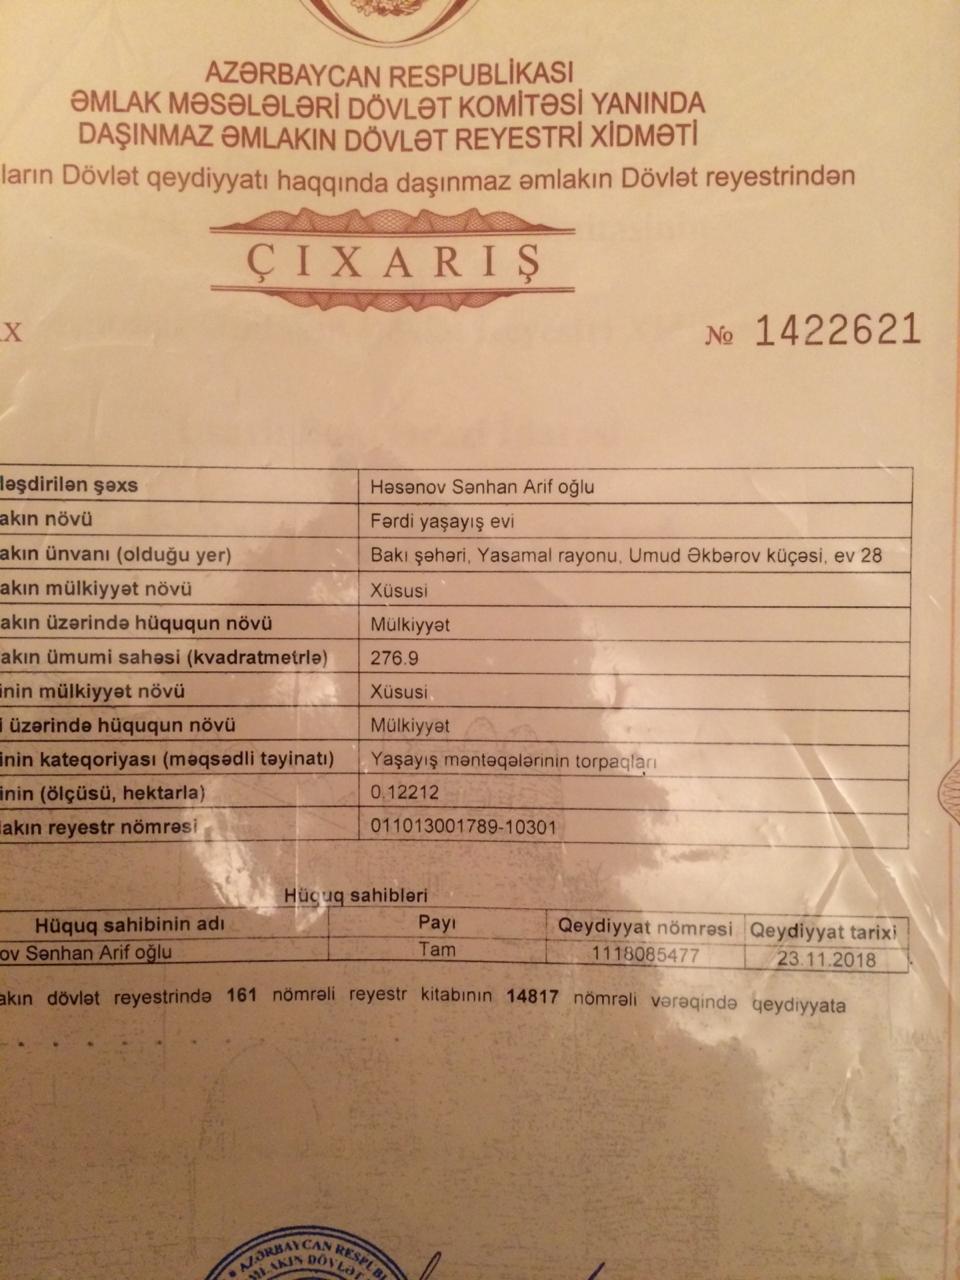 AZƏRBAYCAN RESPUBLİKASI
ƏMLAK MƏSƏLƏLƏRİ DÖVLƏT KOMİTƏSİ YANINDA
DAŞINMAZ ƏMLAKIN DÖVLƏT REYESTRİ XİDMƏTİ
ların Dövlət qeydiyyatı haqqında daşınmaz əmlakın Dövlət reyestrindən
ÇIXARIŞ
X № 1422621
ləşdirilən şəxs Həsənov Sənhan Arif oğlu
akın növü Fərdi yaşayış evi
akın ünvanı (olduğu yer) Bakı şəhəri, Yasamal rayonu, Umud Əkbərov küçəsi, ev 28
akın mülkiyyət növü Xüsusi
akın üzərində hüququn növü Mülkiyyət
akın ümumi sahəsi (kvadratmetrlə) 276.9
inin mülkiyyət növü Xüsusi
i üzərində hüququn növü Mülkiyyət
inin kateqoriyası (məqsədli təyinatı) Yaşayış məntəqələrinin torpaqları
inin (ölçüsü, hektarla) 0.12212
akın reyestr nömrəsi 011013001789-10301
Hüquq sahibləri
Hüquq sahibinin adı Payı Qeydiyyat nömrəsi Qeydiyyat tarixi
ov Sənhan Arif oğlu Tam 1118085477 23.11.2018
akın dövlət reyestrində 161 nömrəli reyestr kitabının 14817 nömrəli vərəqində qeydiyyata
AZƏRBAYCAN RESPUBL
ƏMLAKIN DÖVLƏT